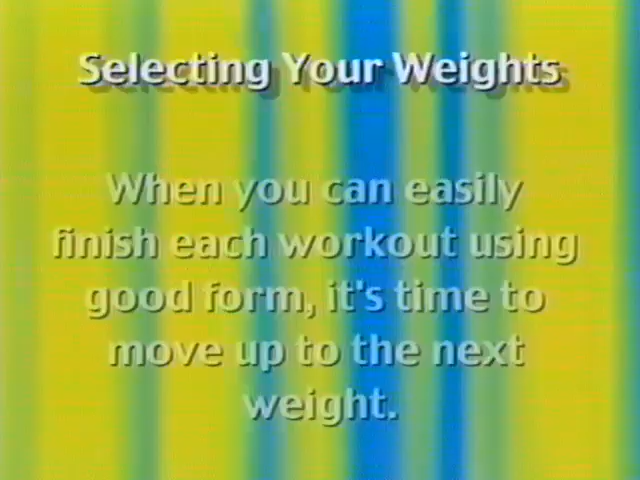 Selecting Your Weights
When you can easily
finish each workout using
good form, it's time to
move up to the next
weight.